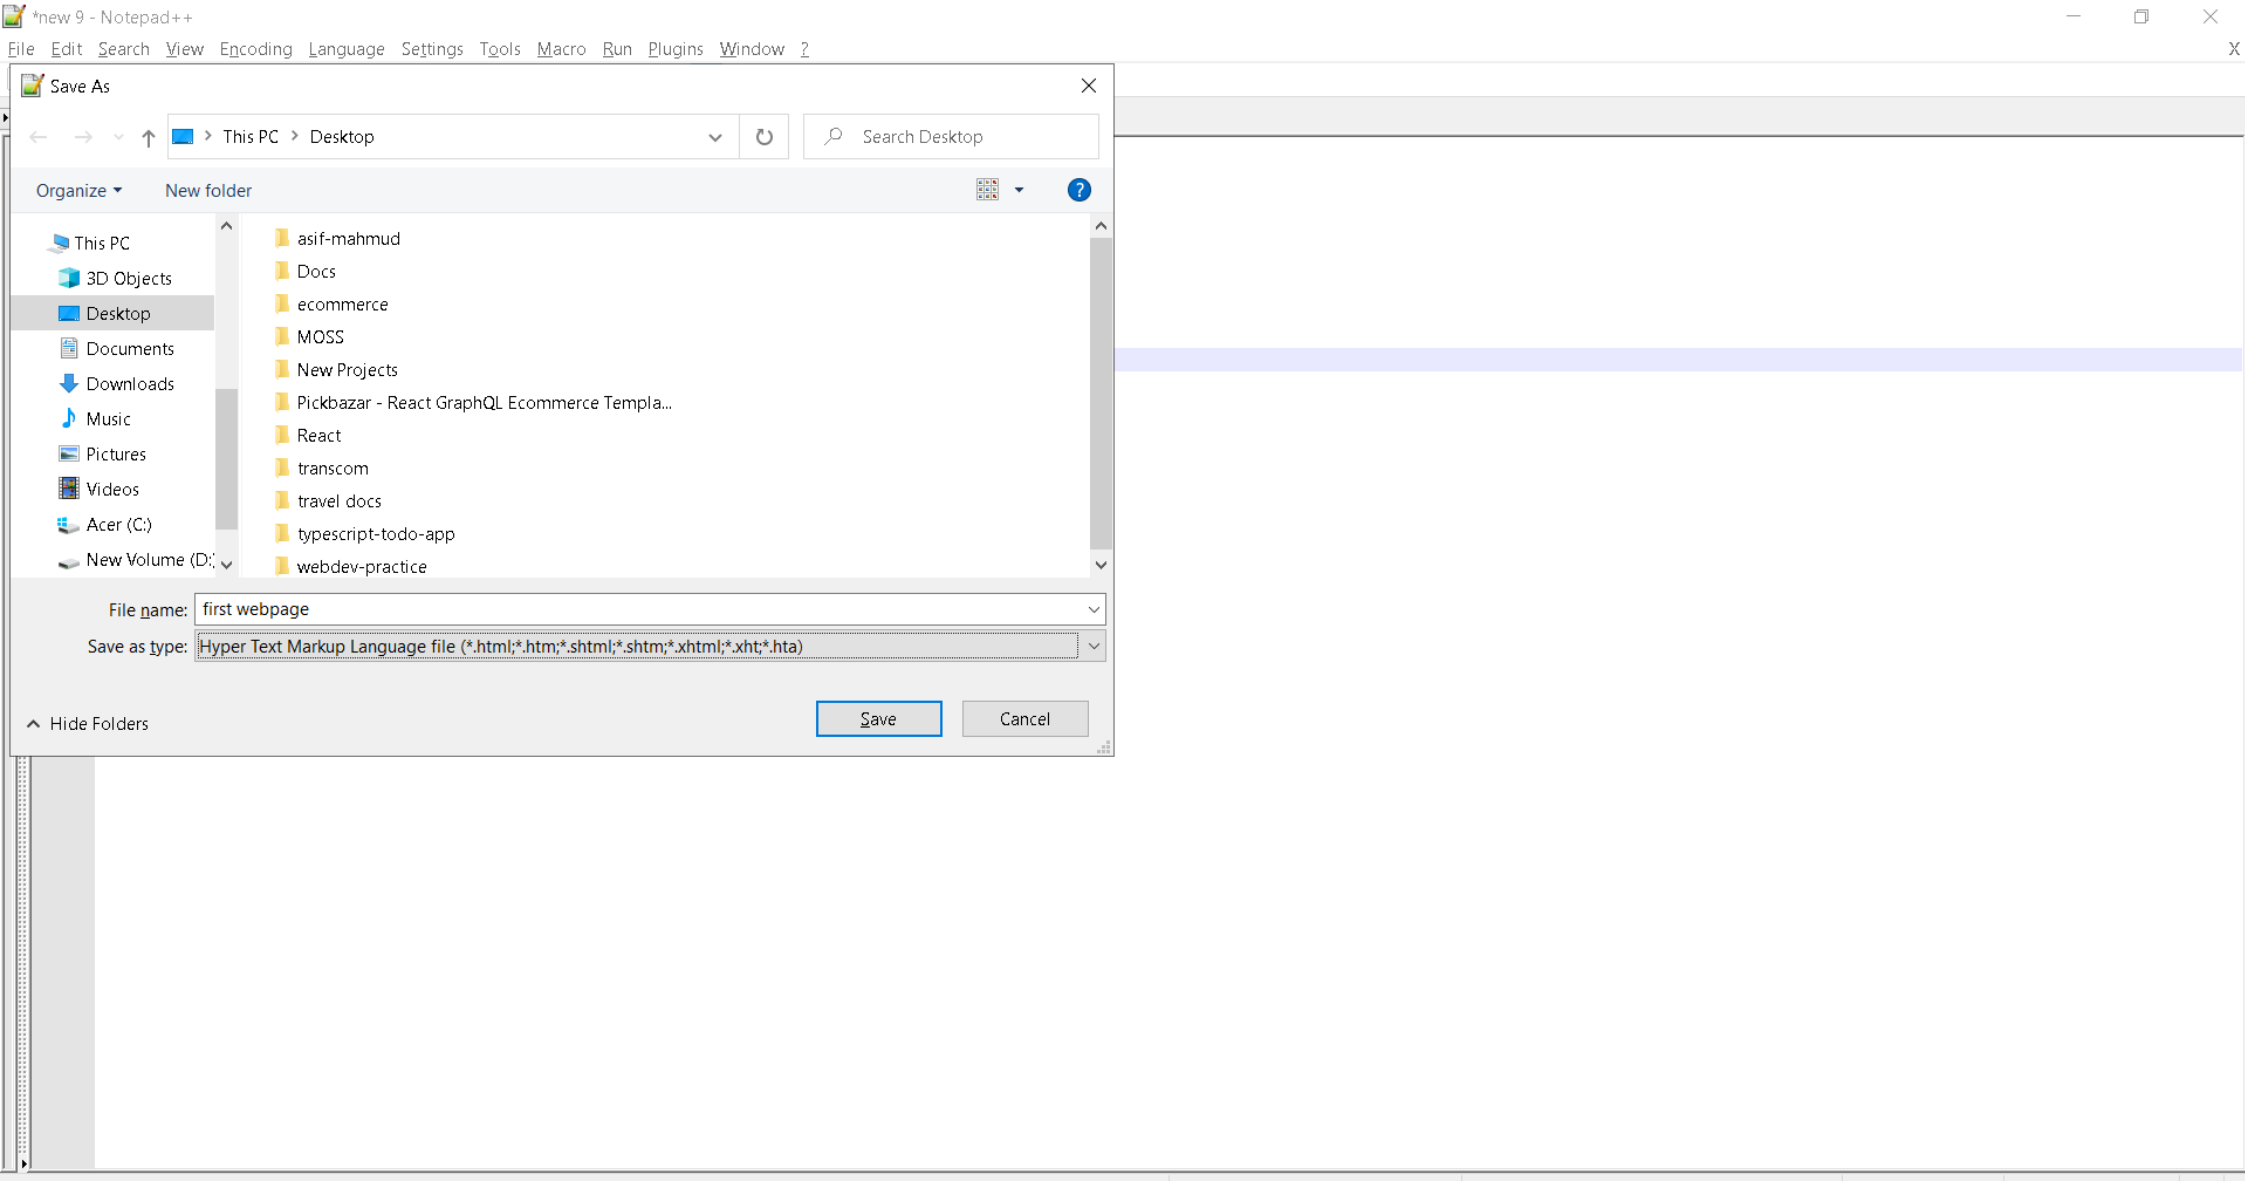 *new 9 - Notepad++
File Edit Search View Encoding Language Settings Tools Macro Run Plugins Window ? X
Save As
This PC > Desktop
Search Desktop
Organize New folder
?
This PC
3D Objects
Desktop
Documents
Downloads
Music
Pictures
Videos
Acer (C:)
New Volume (D:
asif-mahmud
Docs
ecommerce
MOSS
New Projects
Pickbazar - React GraphQL Ecommerce Templa...
React
transcom
travel docs
typescript-todo-app
webdev-practice
File name: first webpage
Save as type: Hyper Text Markup Language file (*.html;*.htm;*.shtml;*.shtm;*.xhtml;*.xht;*.hta)
Hide Folders
Save Cancel